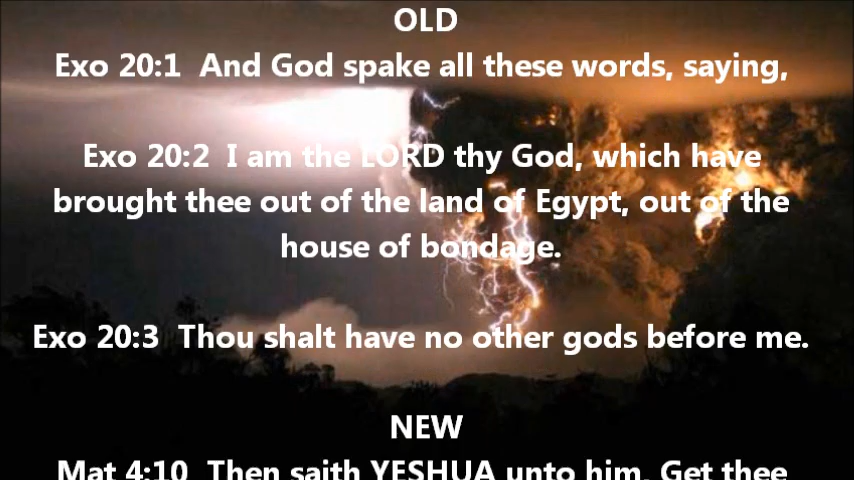 OLD
Exo 20:1 And God spake all these words, saying,
Exo 20:2 I am the LORD thy God, which have
brought thee out of the land of Egypt, out of the
house of bondage.
Exo 20:3 Thou shalt have no other gods before me.
NEW
Mat 4:10 Then saith YESHUA unto him, Get thee